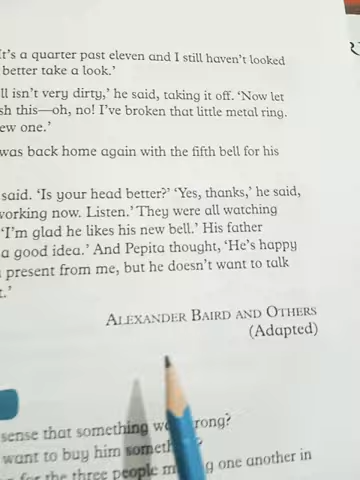 It's a quarter past eleven and I still haven't looked
better take a look.'
ll isn't very dirty,' he said, taking it off. 'Now let
sh this—oh, no! I've broken that little metal ring.
ew one.'
was back home again with the fifth bell for his
said. 'Is your head better?' 'Yes, thanks,' he said,
working now. Listen.' They were all watching
'I'm glad he likes his new bell.' His father
a good idea.' And Pepita thought, 'He's happy
present from me, but he doesn't want to talk
t.'
ALEXANDER BAIRD AND OTHERS
(Adapted)
sense that something rong?
want to buy him
for the three people one another in